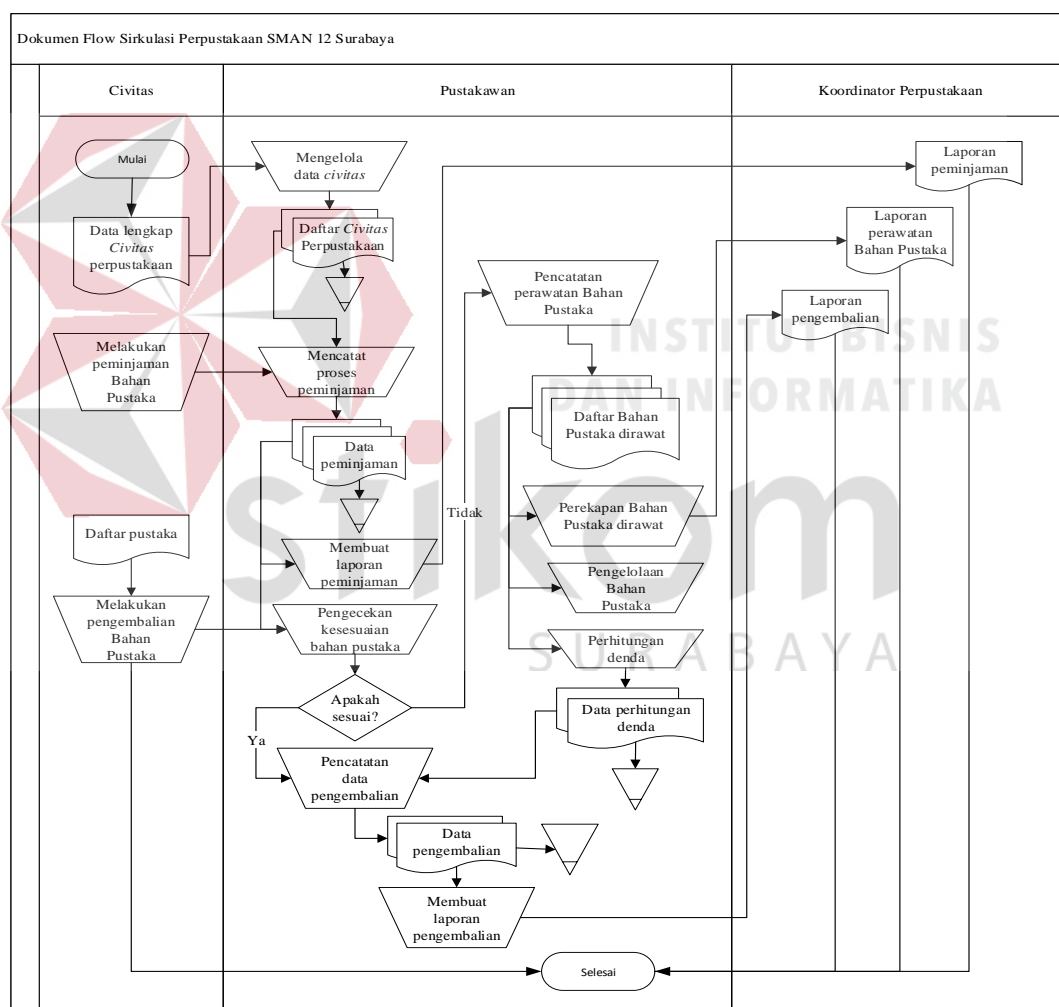 Dokumen Flow Sirkulasi Perpustakaan SMAN 12 Surabaya
Civitas
Pustakawan
Koordinator Perpustakaan
Mulai
Data lengkap
Civitas
perpustakaan
Melakukan
peminjaman
Bahan
Pustaka
Daftar pustaka
Melakukan
pengembalian
Bahan
Pustaka
Mengelola
data civitas
Daftar Civitas
Perpustakaan
Mencatat
proses
peminjaman
Data
peminjaman
Membuat
laporan
peminjaman
Pengecekan
kesesuaian
bahan pustaka
Apakah
sesuai?
Ya
Tidak
Pencatatan
data
pengembalian
Data
pengembalian
Membuat
laporan
pengembalian
Pencatatan
perawatan Bahan
Pustaka
Daftar Bahan
Pustaka dirawat
Perekapan Bahan
Pustaka dirawat
Pengelolaan
Bahan
Pustaka
Perhitungan
denda
Data perhitungan
denda
Laporan
peminjaman
Laporan
perawatan
Bahan Pustaka
Laporan
pengembalian
Selesai
INSTITUT BISNIS
DAN INFORMATIKA
stikom
SURABAYA